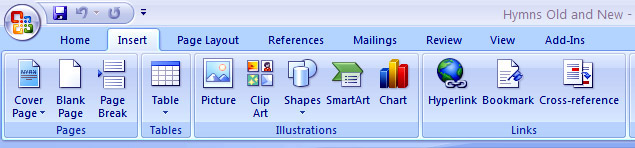 Hymns Old and New -
Home Insert Page Layout References Mailings Review View Add-Ins
Cover Page Blank Page Page Break Table Picture Clip Art Shapes SmartArt Chart Hyperlink Bookmark Cross-reference
Pages Tables Illustrations Links